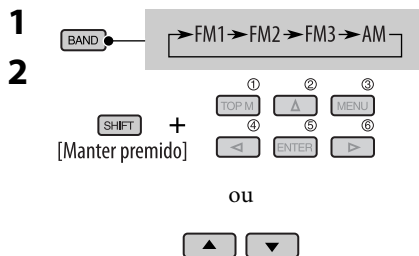 1
BAND FM1 FM2 FM3 AM
2
① ② ③
TOP M MENU
④ ⑤ ⑥
SHIFT + ENTER
[Manter premido]
ou